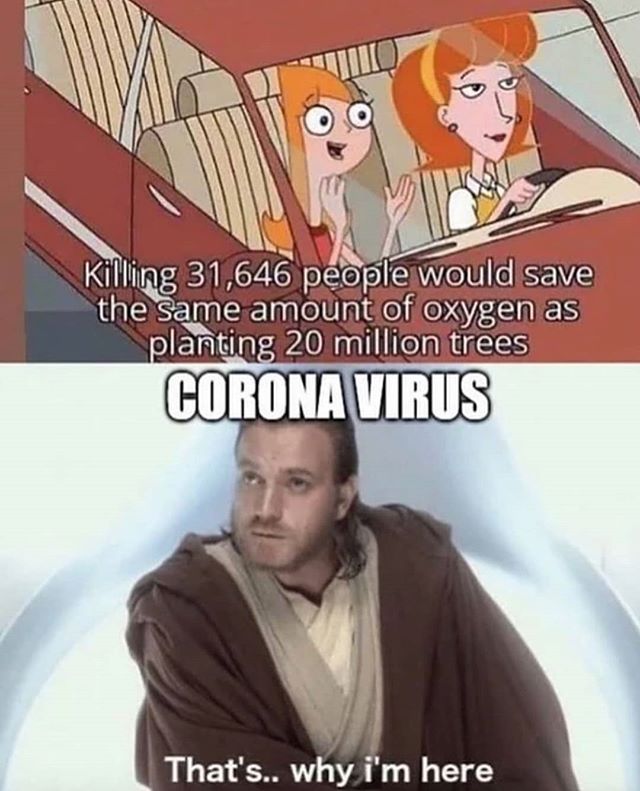 Killing 31,646 people would save
the same amount of oxygen as
planting 20 million trees
CORONA VIRUS
That's.. why i'm here